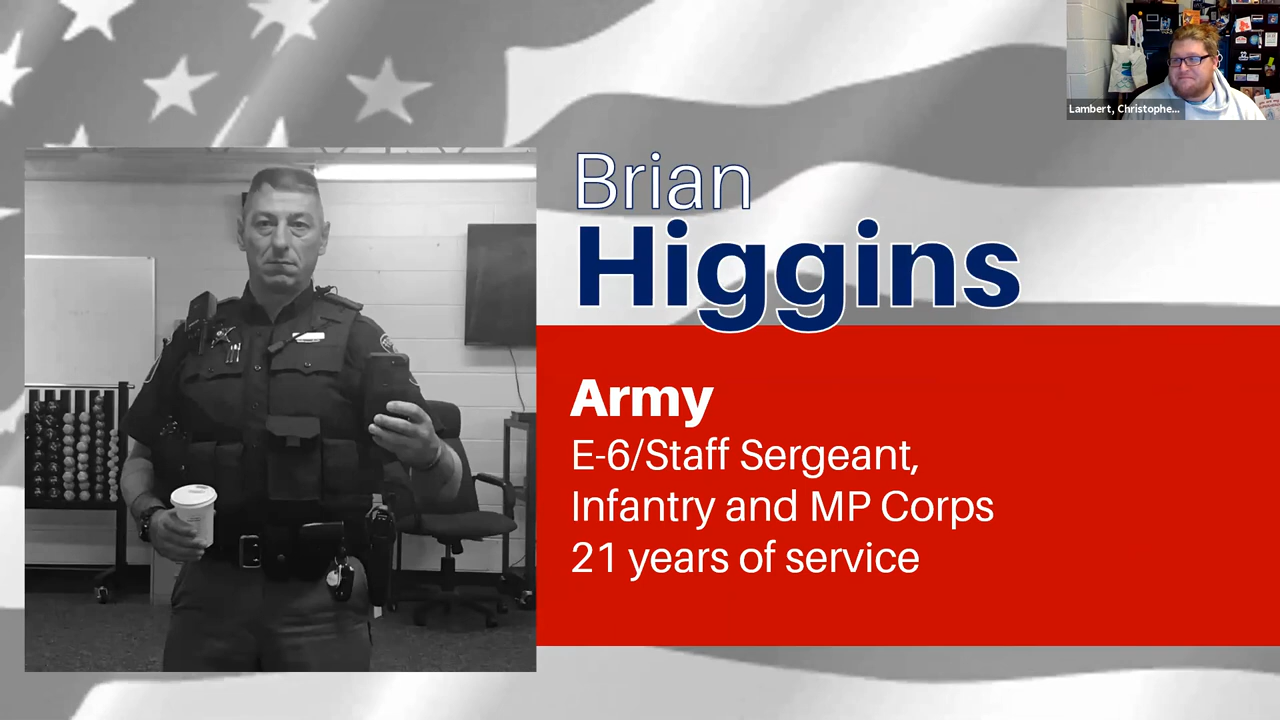 Lambert, Christophe...
Brian
Higgins
Army
E-6/Staff Sergeant,
Infantry and MP Corps
21 years of service